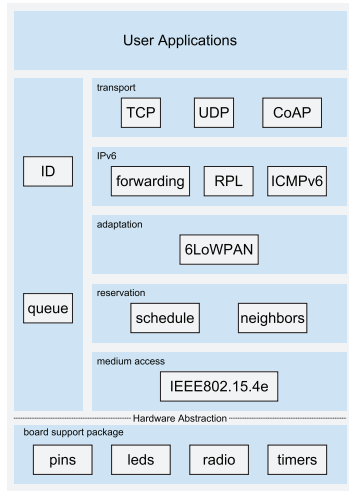 User Applications
transport
TCP UDP CoAP
ID
IPv6
forwarding RPL ICMPv6
adaptation
6LoWPAN
queue
reservation
schedule neighbors
medium access
IEEE802.15.4e
Hardware Abstraction
board support package
pins leds radio timers